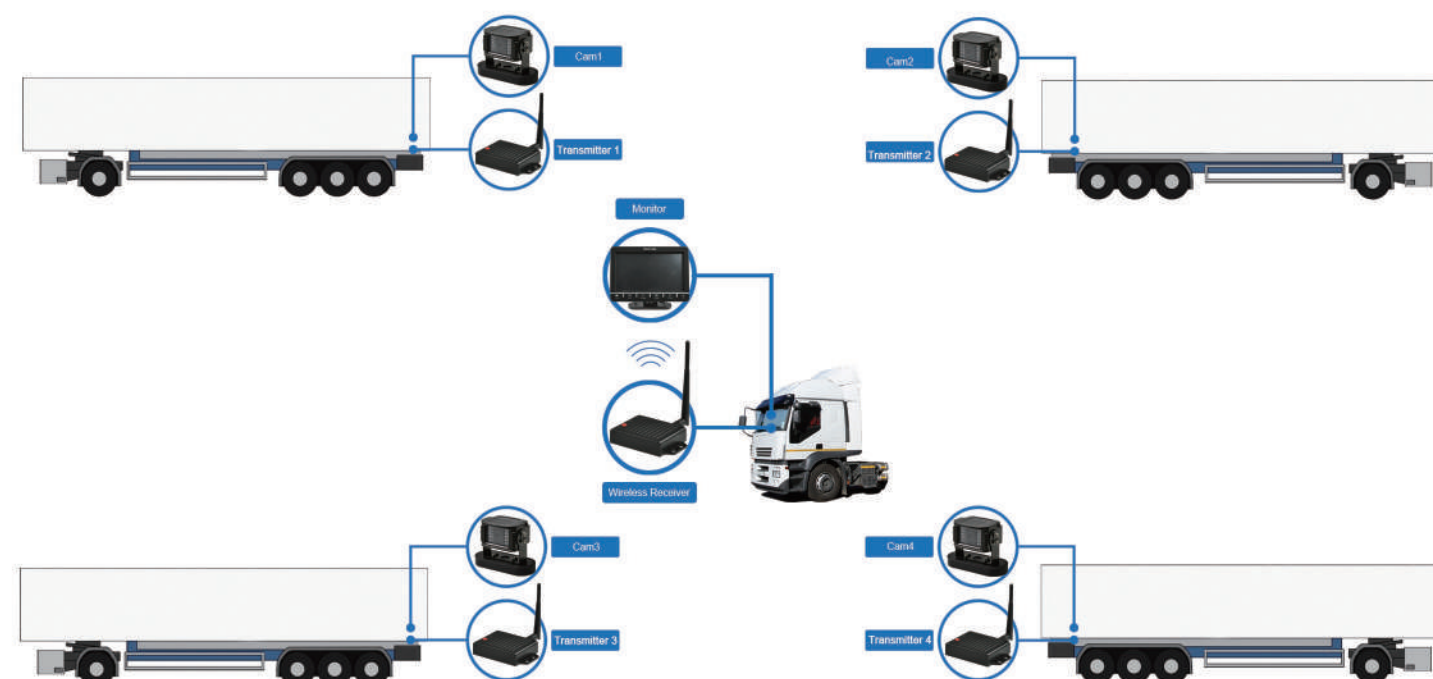 Cam1
Cam2
Transmitter 1
Transmitter 2
Monitor
Wireless Receiver
Cam3
Cam4
Transmitter 3
Transmitter 4